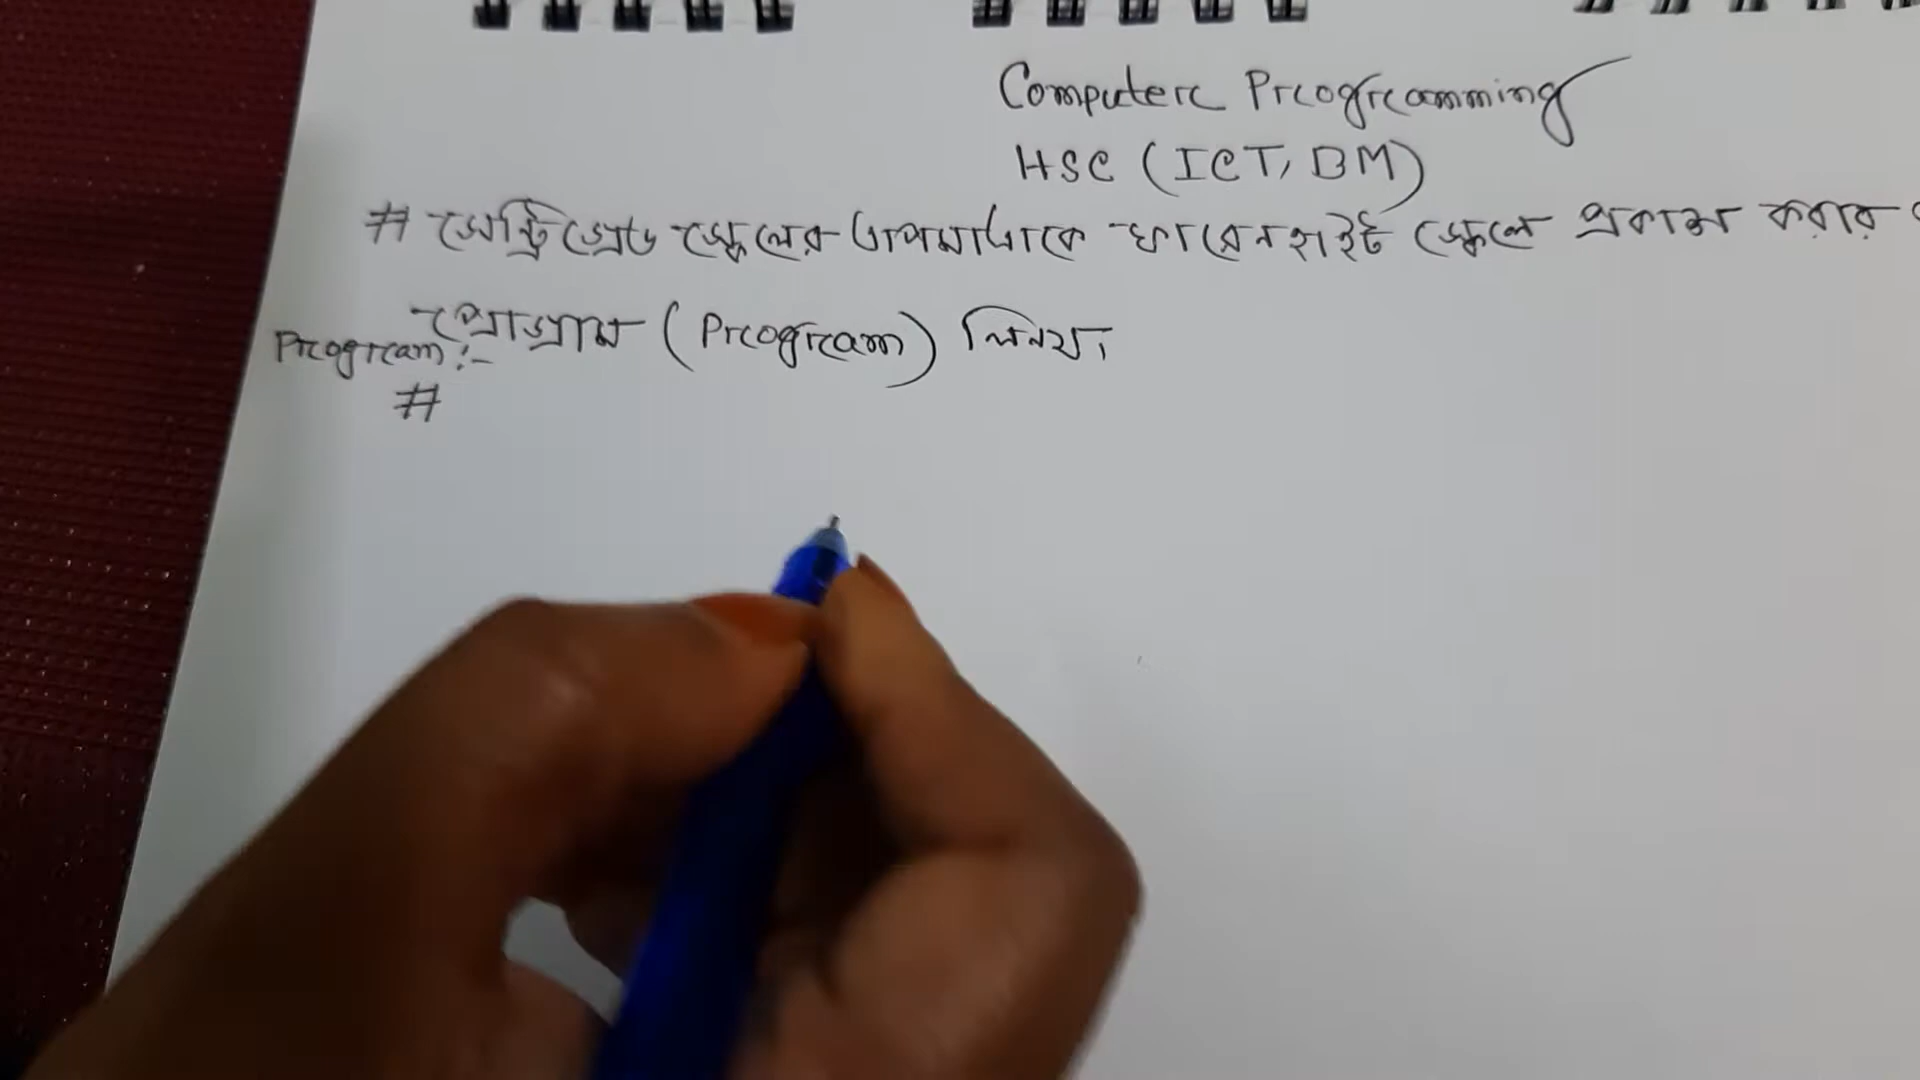 Computer Programming
HSC (ICT, BM)
# সেন্ট্রিগ্রেড স্কেলের তাপমাত্রাকে ফারেনহাইট স্কেলে প্রকাশ করার
প্রোগ্রাম (Program) লিখ।
Program :-
#